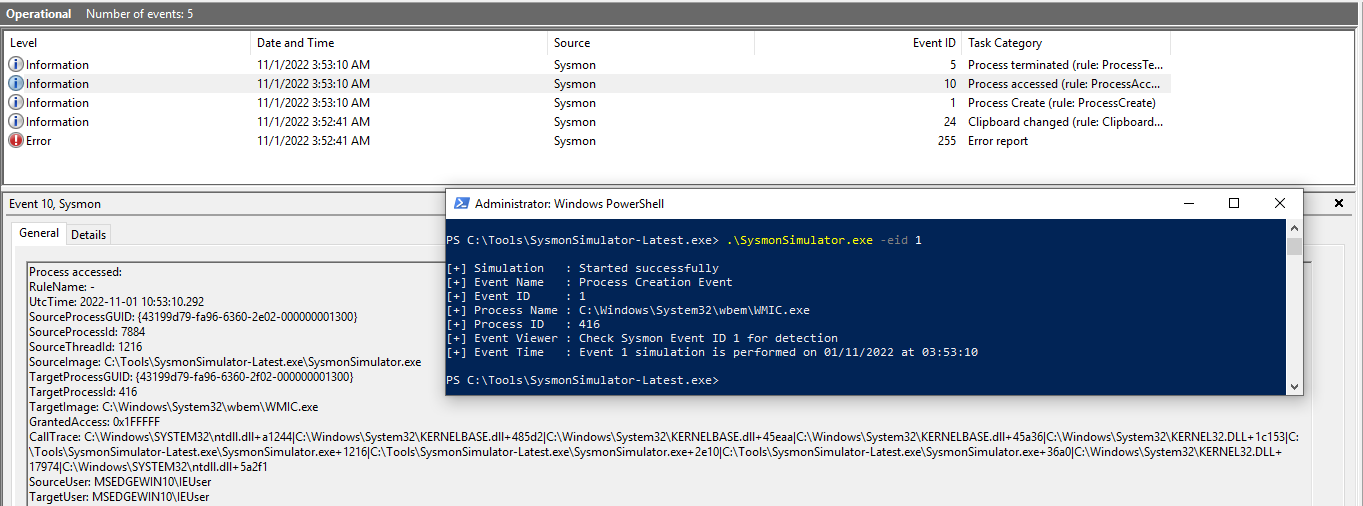 Operational Number of events: 5
Level Date and Time Source Event ID Task Category
Information 11/1/2022 3:53:10 AM Sysmon 5 Process terminated (rule: ProcessTe...
Information 11/1/2022 3:53:10 AM Sysmon 10 Process accessed (rule: ProcessAcc...
Information 11/1/2022 3:53:10 AM Sysmon 1 Process Create (rule: ProcessCreate)
Information 11/1/2022 3:52:41 AM Sysmon 24 Clipboard changed (rule: Clipboard...
Error 11/1/2022 3:52:41 AM Sysmon 255 Error report
Event 10, Sysmon
General Details
Process accessed:
RuleName: -
UtcTime: 2022-11-01 10:53:10.292
SourceProcessGUID: {43199d79-fa96-6360-2e02-000000001300}
SourceProcessId: 7884
SourceThreadId: 1216
SourceImage: C:\Tools\SysmonSimulator-Latest.exe\SysmonSimulator.exe
TargetProcessGUID: {43199d79-fa96-6360-2f02-000000001300}
TargetProcessId: 416
TargetImage: C:\Windows\System32\wbem\WMIC.exe
GrantedAccess: 0x1FFFFF
CallTrace: C:\Windows\SYSTEM32\ntdll.dll+a1244|C:\Windows\System32\KERNELBASE.dll+485d2|C:\Windows\System32\KERNELBASE.dll+45eaa|C:\Windows\System32\KERNELBASE.dll+45a36|C:\Windows\System32\KERNEL32.DLL+1c153|C:
\Tools\SysmonSimulator-Latest.exe\SysmonSimulator.exe+1216|C:\Tools\SysmonSimulator-Latest.exe\SysmonSimulator.exe+2e10|C:\Tools\SysmonSimulator-Latest.exe\SysmonSimulator.exe+36a0|C:\Windows\System32\KERNEL32.DLL+
17974|C:\Windows\SYSTEM32\ntdll.dll+5a2f1
SourceUser: MSEDGEWIN10\IEUser
TargetUser: MSEDGEWIN10\IEUser
Administrator: Windows PowerShell
PS C:\Tools\SysmonSimulator-Latest.exe> .\SysmonSimulator.exe -eid 1
[+] Simulation : Started successfully
[+] Event Name : Process Creation Event
[+] Event ID : 1
[+] Process Name : C:\Windows\System32\wbem\WMIC.exe
[+] Process ID : 416
[+] Event Viewer : Check Sysmon Event ID 1 for detection
[+] Event Time : Event 1 simulation is performed on 01/11/2022 at 03:53:10
PS C:\Tools\SysmonSimulator-Latest.exe>